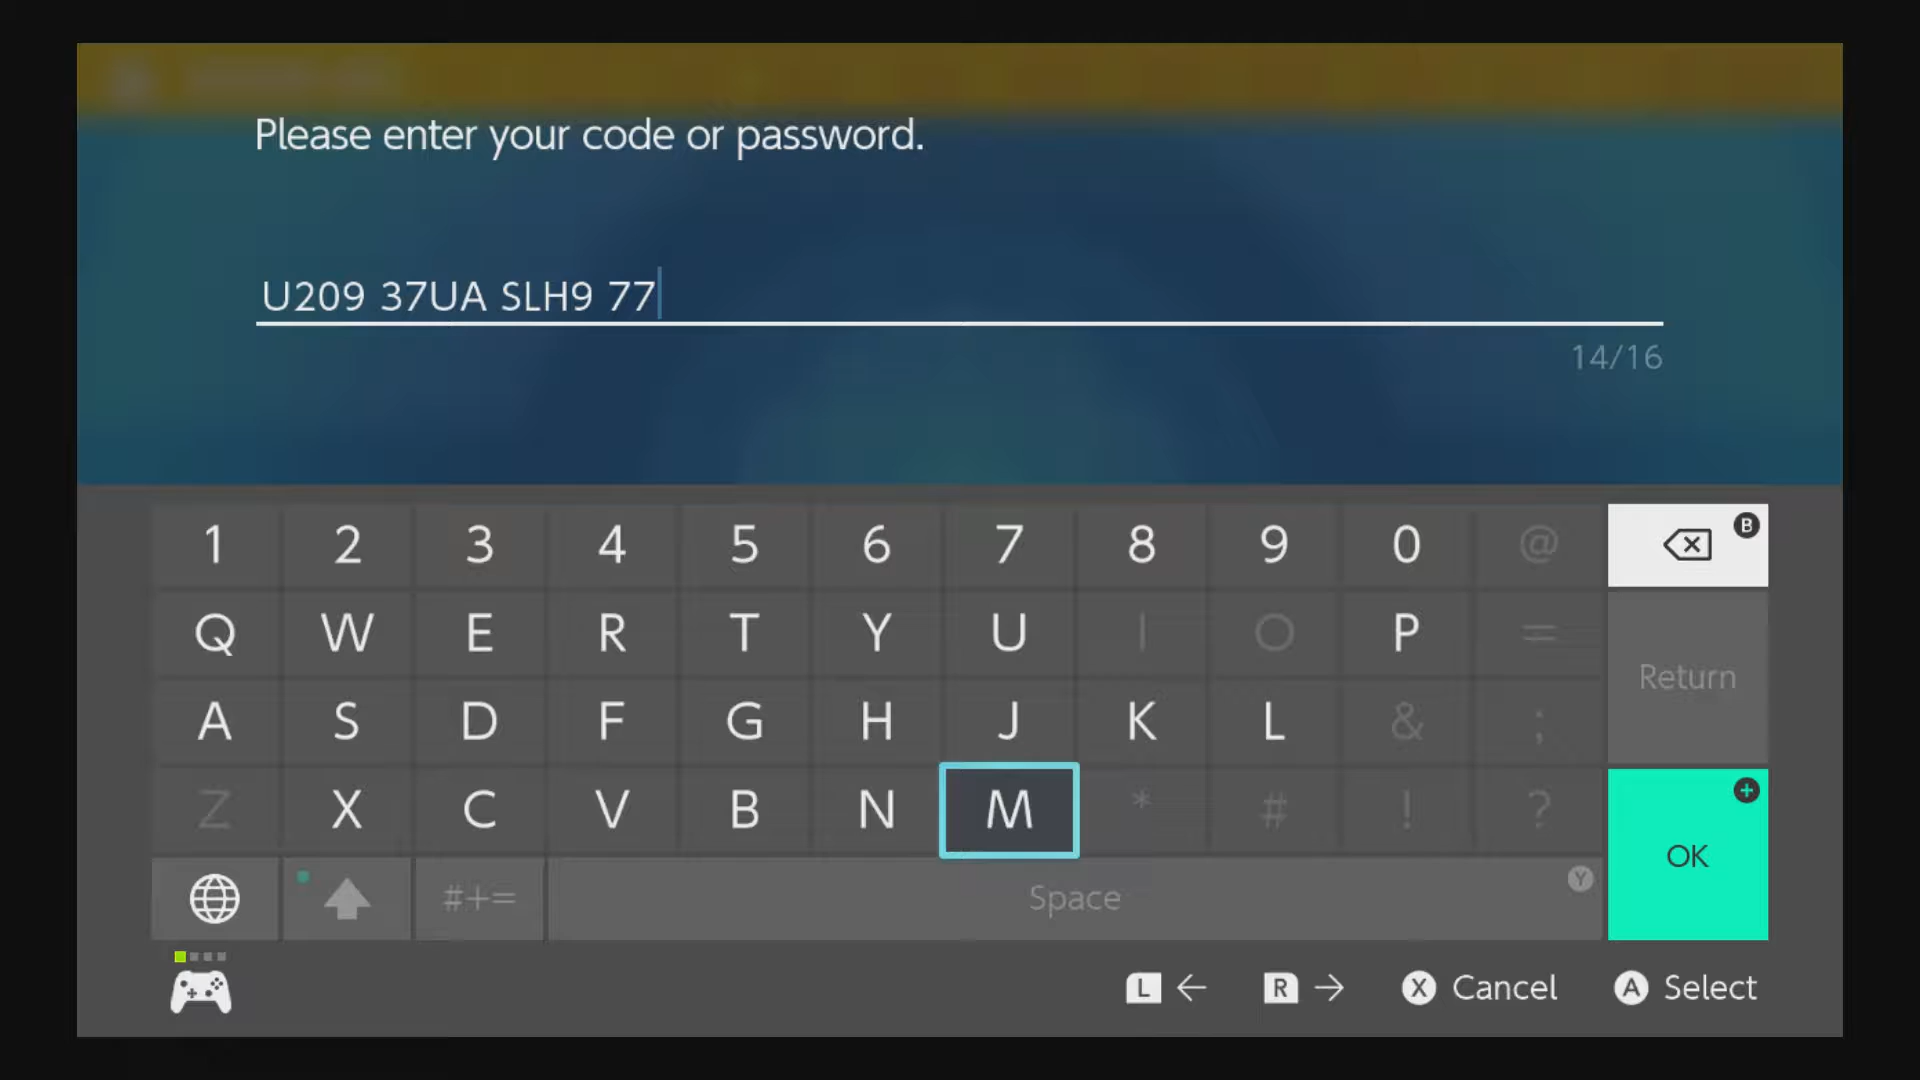 Please enter your code or password.
U209 37UA SLH9 77
14/16
1 2 3 4 5 6 7 8 9 0 @ B
Q W E R T Y U I O P =
Return
A S D F G H J K L & ;
Z X C V B N M * # ! ? +
OK
#+= Space Y
L ← R → X Cancel A Select